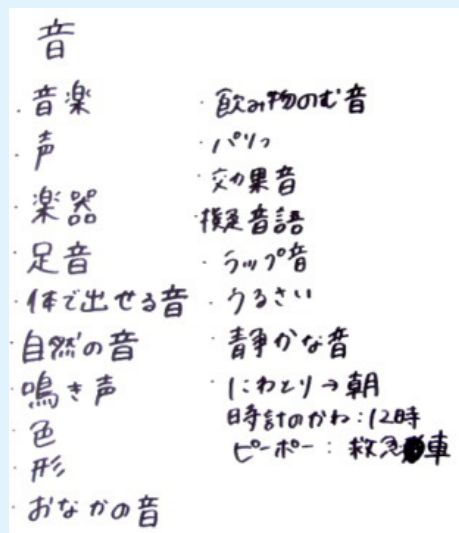 音
・音楽
・声
・楽器
・足音
・体で出せる音
・自然の音
・鳴き声
・色
・形
・おなかの音
・飲み物のむ音
・パリッ
・効果音
・擬音語
・ラップ音
・うるさい
・静かな音
・にわとり→朝
時計のかね:12時
ピーポー:救急車